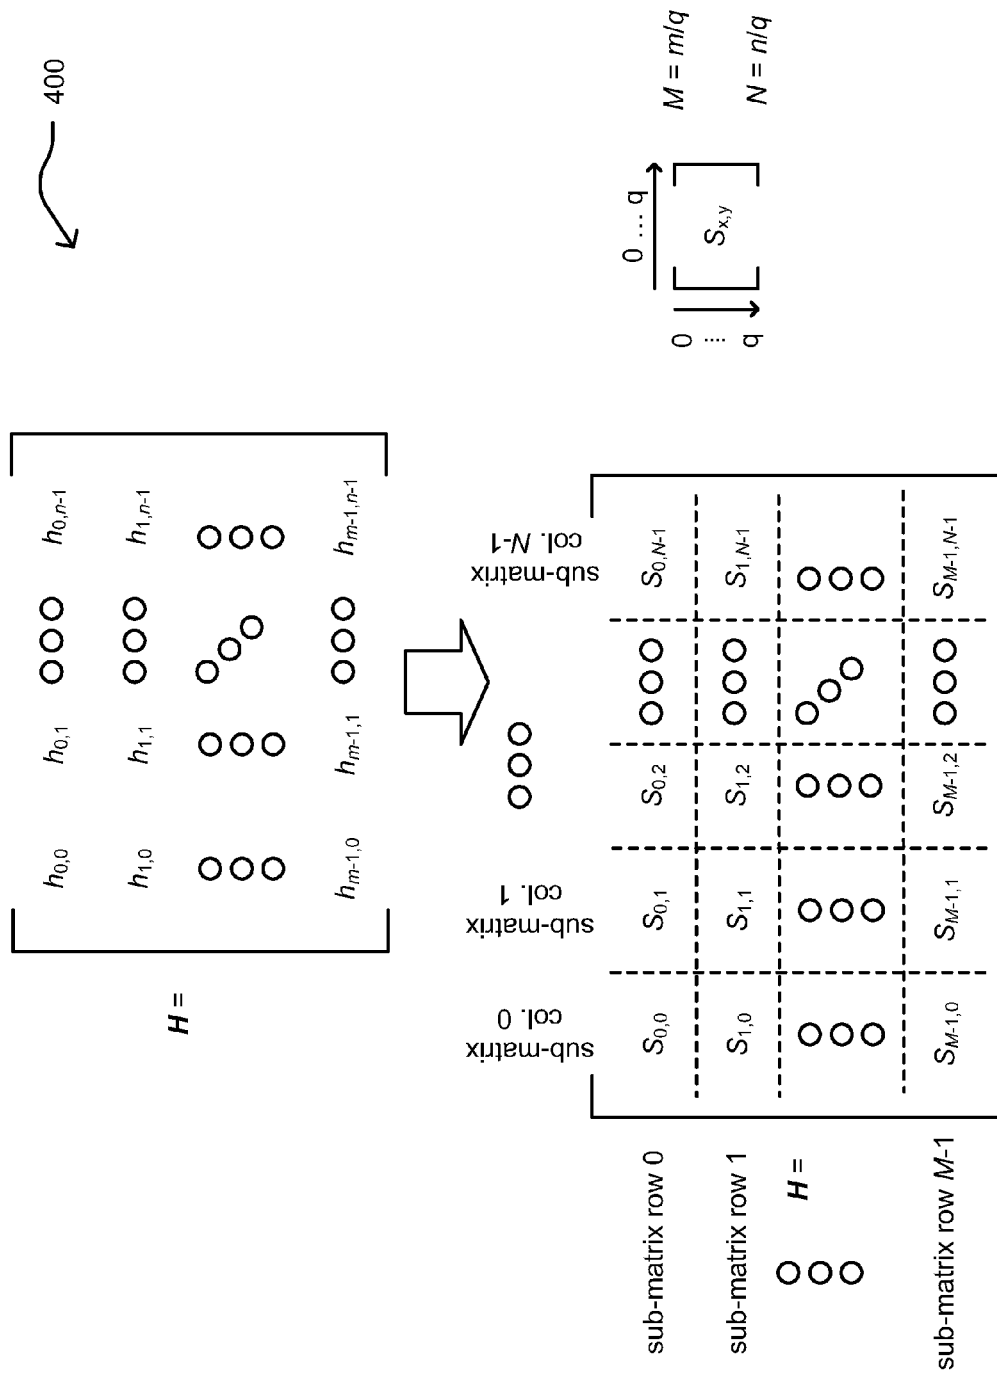 400
H =
h0,0 h0,1 h0,n-1
h1,0 h1,1 h1,n-1
hm-1,0 hm-1,1 hm-1,n-1
sub-matrix col. 0
sub-matrix col. 1
sub-matrix col. N-1
sub-matrix row 0
S0,0 S0,1 S0,2 S0,N-1
sub-matrix row 1
S1,0 S1,1 S1,2 S1,N-1
H =
sub-matrix row M-1
SM-1,0 SM-1,1 SM-1,2 SM-1,N-1
0 ... q
0
....
q
Sx,y
M = m/q
N = n/q